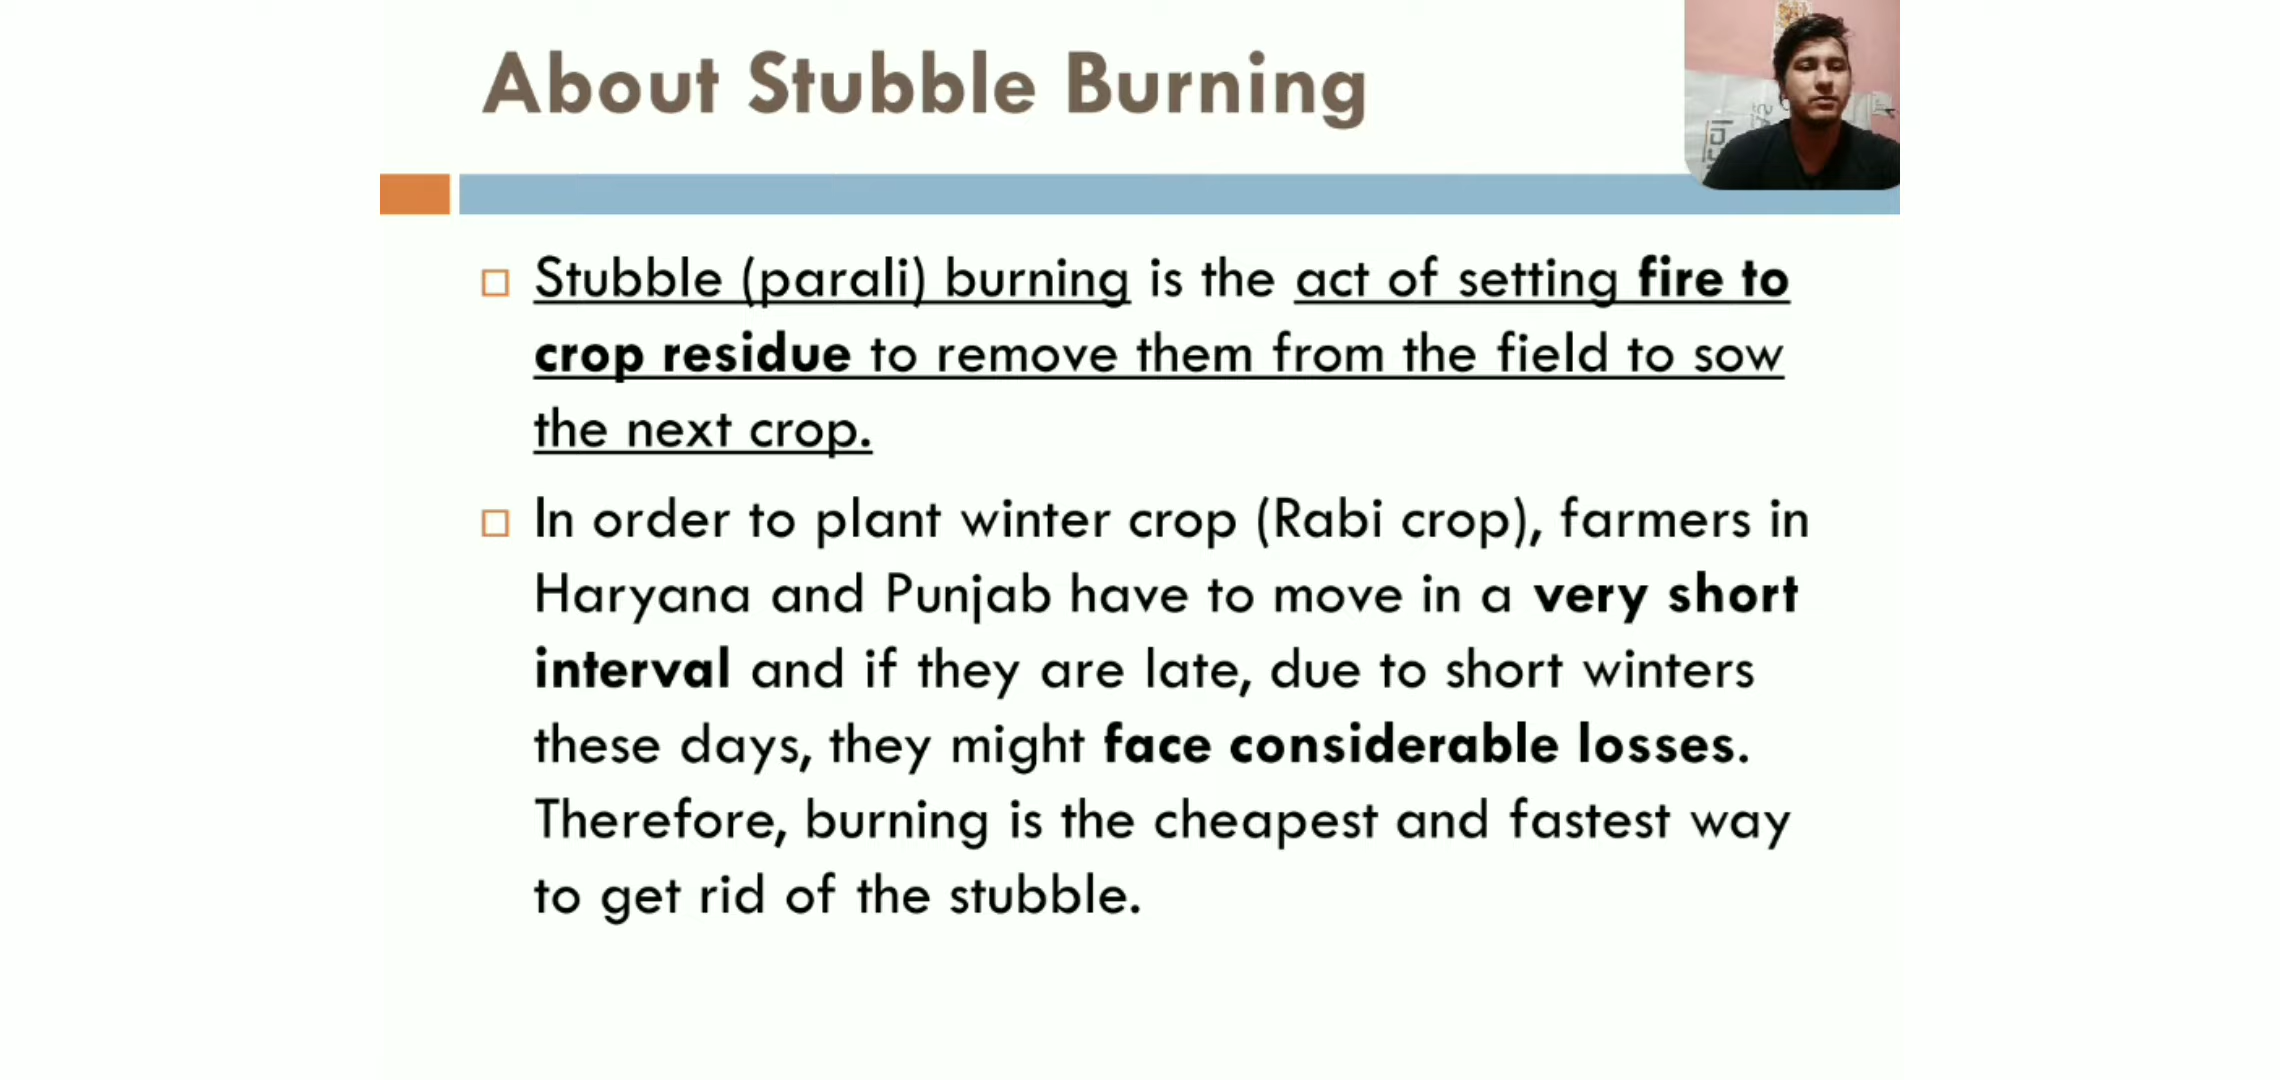 About Stubble Burning
Stubble (parali) burning is the act of setting fire to
crop residue to remove them from the field to sow
the next crop.
In order to plant winter crop (Rabi crop), farmers in
Haryana and Punjab have to move in a very short
interval and if they are late, due to short winters
these days, they might face considerable losses.
Therefore, burning is the cheapest and fastest way
to get rid of the stubble.